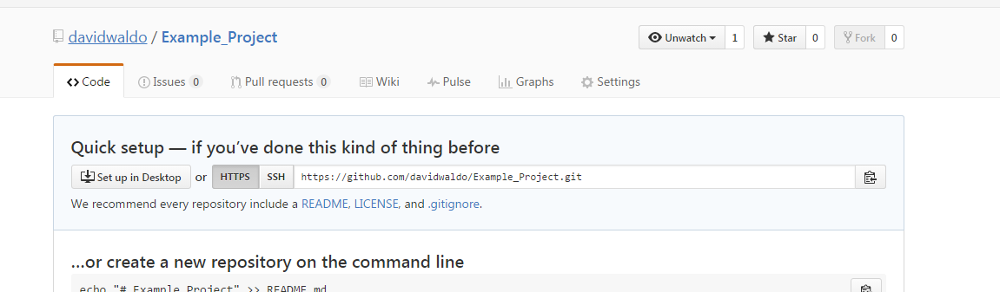 davidwaldo / Example_Project Unwatch 1 Star 0 Fork 0
Code Issues 0 Pull requests 0 Wiki Pulse Graphs Settings
Quick setup — if you’ve done this kind of thing before
Set up in Desktop or HTTPS SSH https://github.com/davidwaldo/Example_Project.git
We recommend every repository include a README, LICENSE, and .gitignore.
…or create a new repository on the command line
echo "# Example_Project" >> README.md